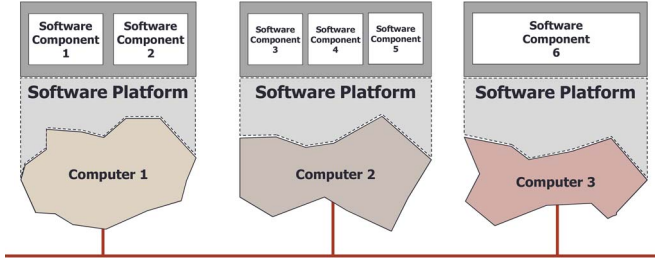 Software
Component
1
Software
Component
2
Software
Component
3
Software
Component
4
Software
Component
5
Software
Component
6
Software Platform
Software Platform
Software Platform
Computer 1
Computer 2
Computer 3